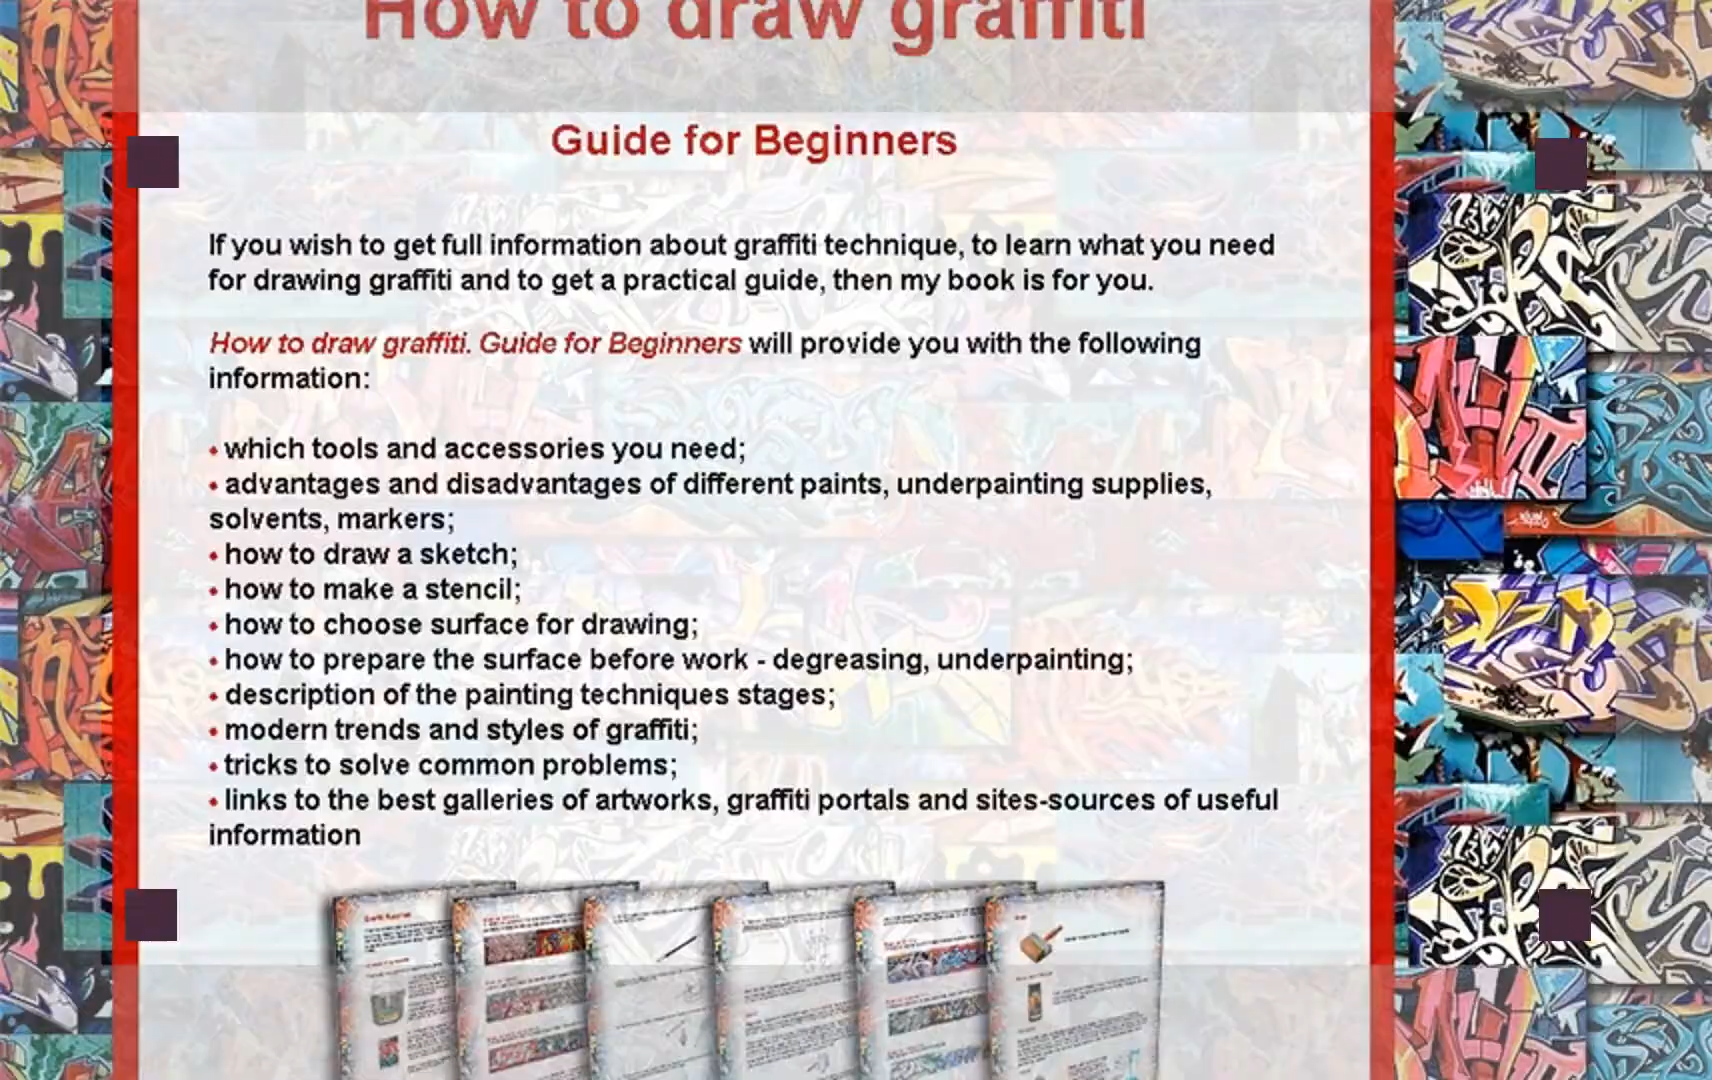 How to draw graffiti
Guide for Beginners
If you wish to get full information about graffiti technique, to learn what you need
for drawing graffiti and to get a practical guide, then my book is for you.
How to draw graffiti. Guide for Beginners will provide you with the following
information:
• which tools and accessories you need;
• advantages and disadvantages of different paints, underpainting supplies,
solvents, markers;
• how to draw a sketch;
• how to make a stencil;
• how to choose surface for drawing;
• how to prepare the surface before work - degreasing, underpainting;
• description of the painting techniques stages;
• modern trends and styles of graffiti;
• tricks to solve common problems;
• links to the best galleries of artworks, graffiti portals and sites-sources of useful
information